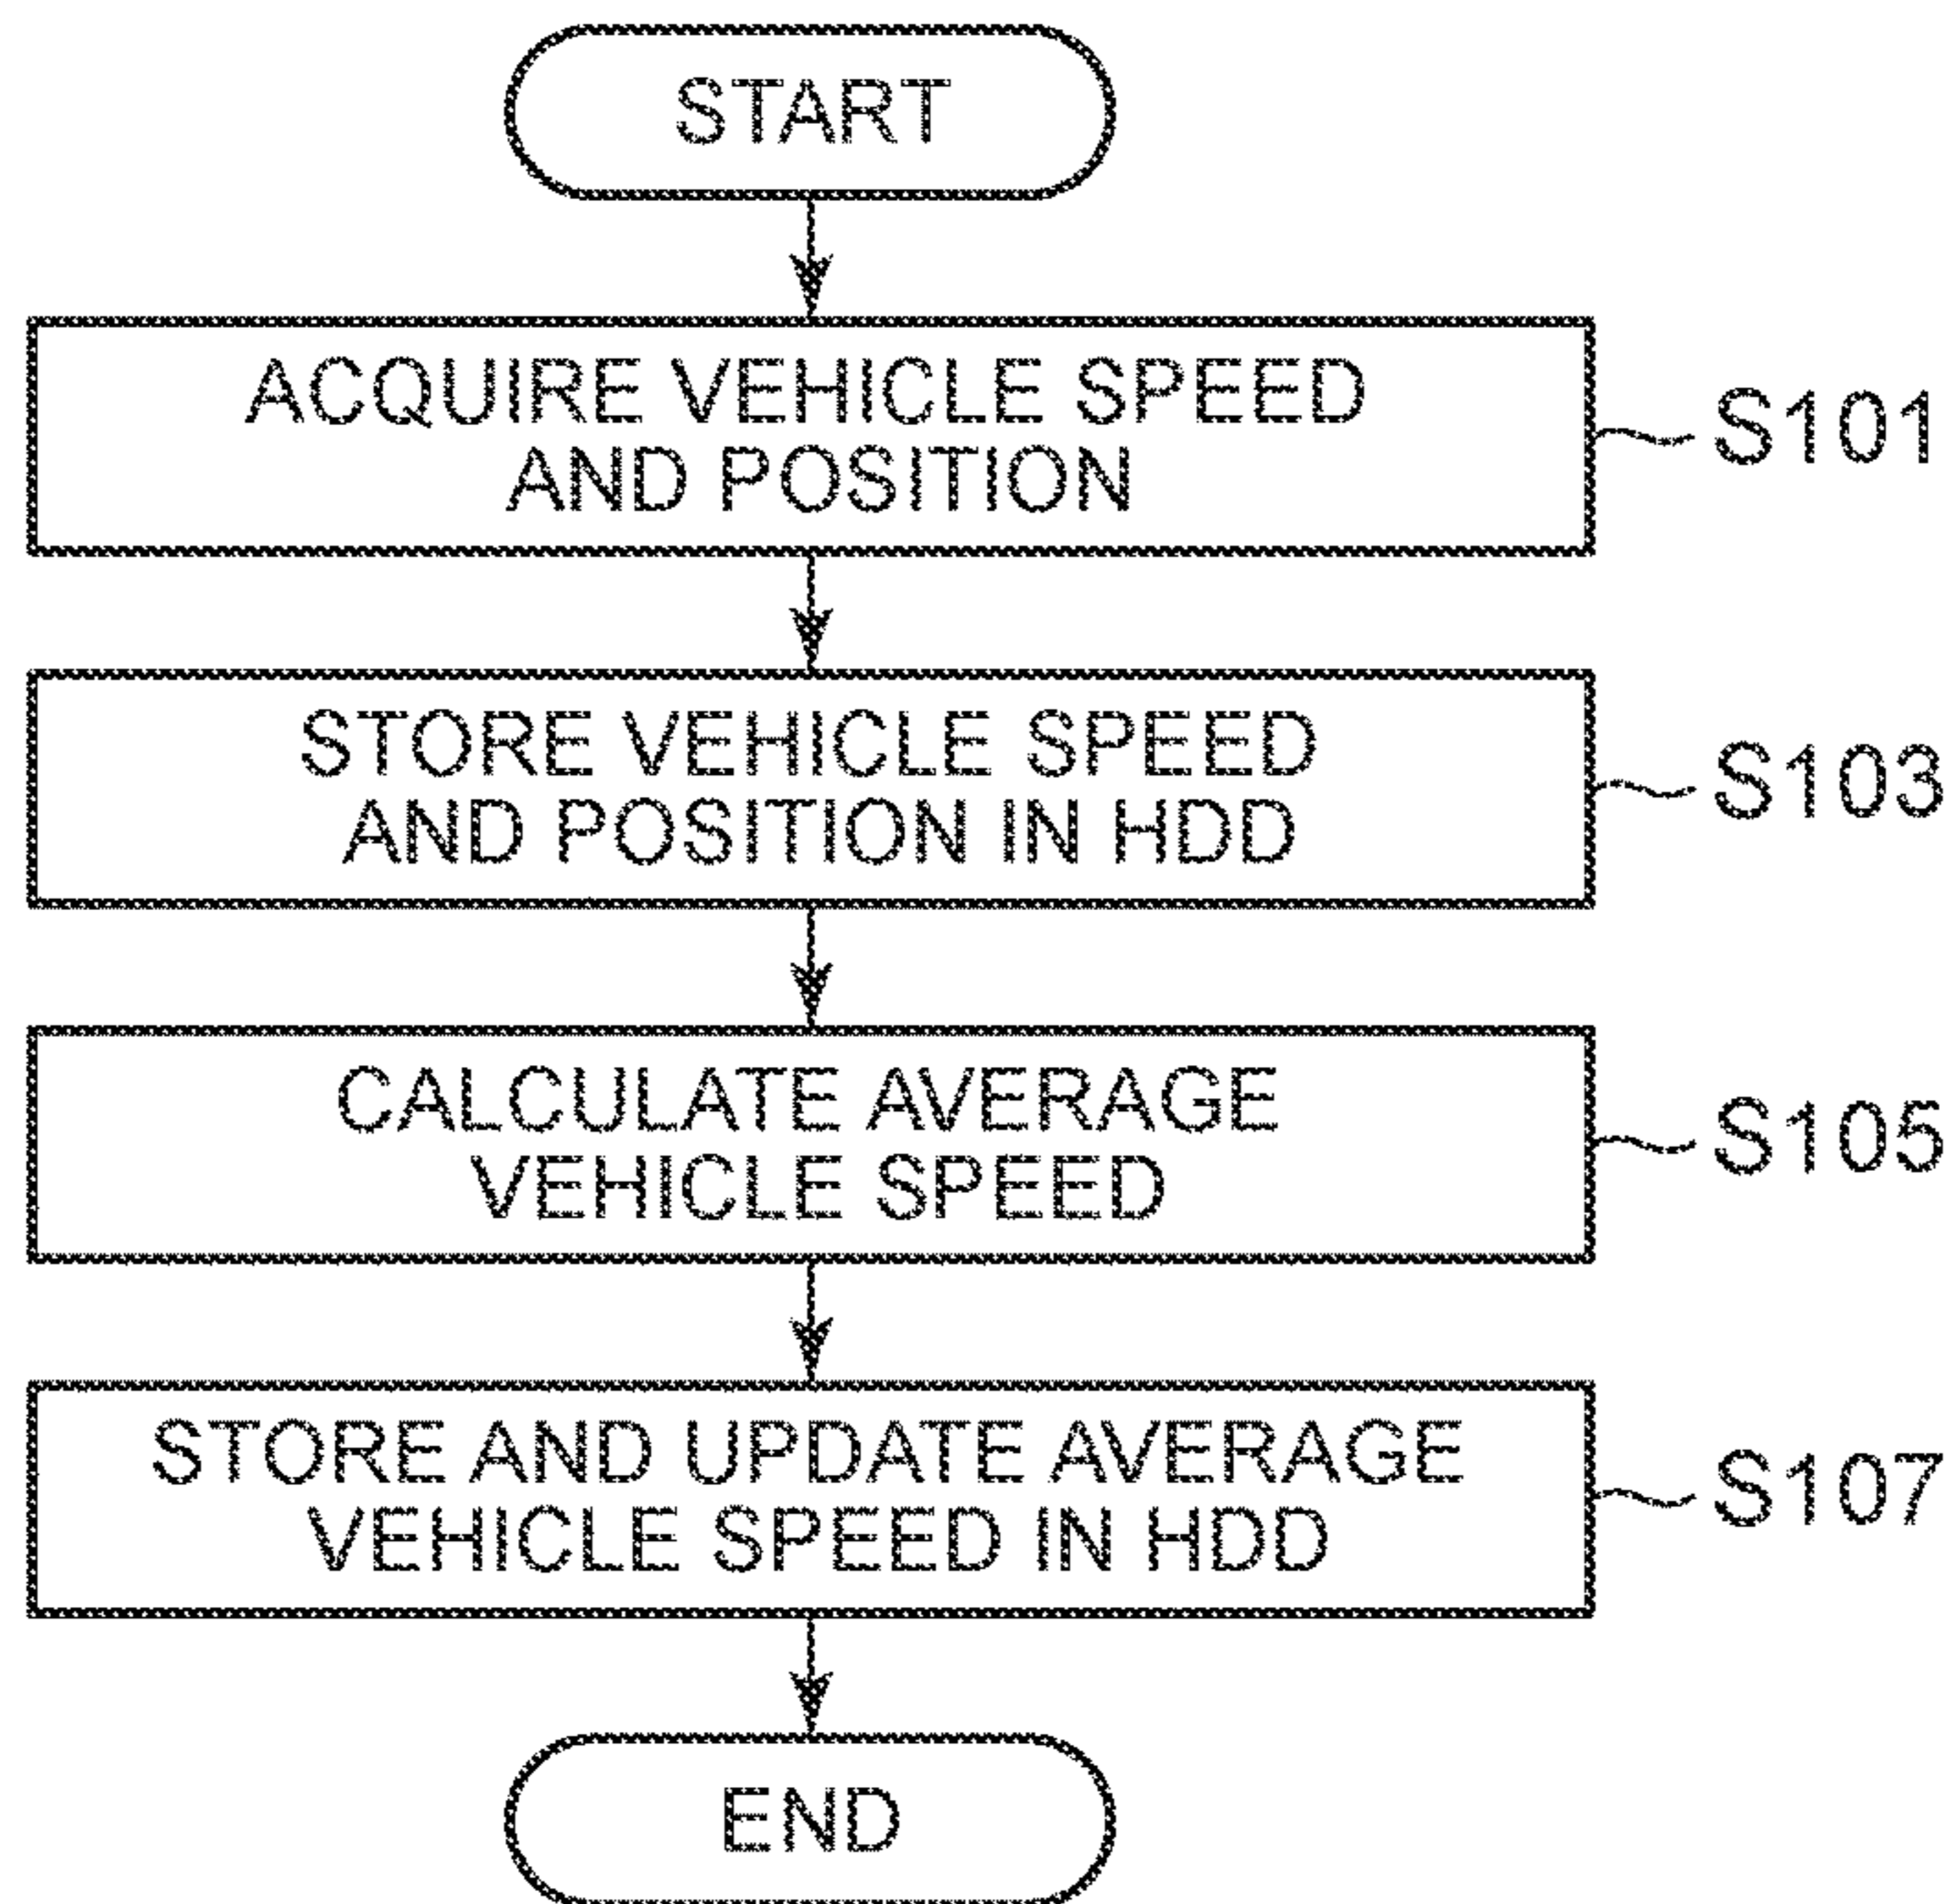 START
ACQUIRE VEHICLE SPEED
AND POSITION
S101
STORE VEHICLE SPEED
AND POSITION IN HDD
S103
CALCULATE AVERAGE
VEHICLE SPEED
S105
STORE AND UPDATE AVERAGE
VEHICLE SPEED IN HDD
S107
END